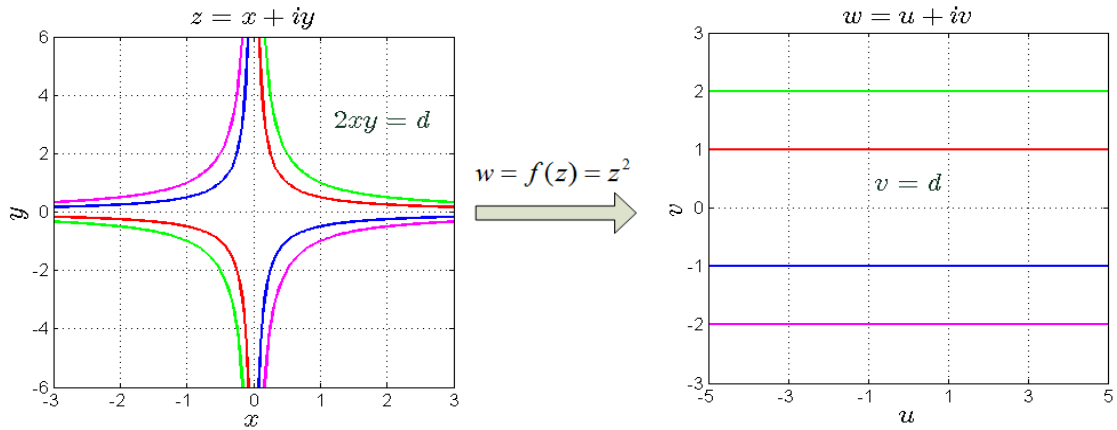 z = x + iy
6
4
2
0
-2
-4
-6
y
-3 -2 -1 0 1 2 3
x
2xy = d
w = f(z) = z²
w = u + iv
3
2
1
0
-1
-2
-3
v
-5 -3 -1 1 3 5
u
v = d